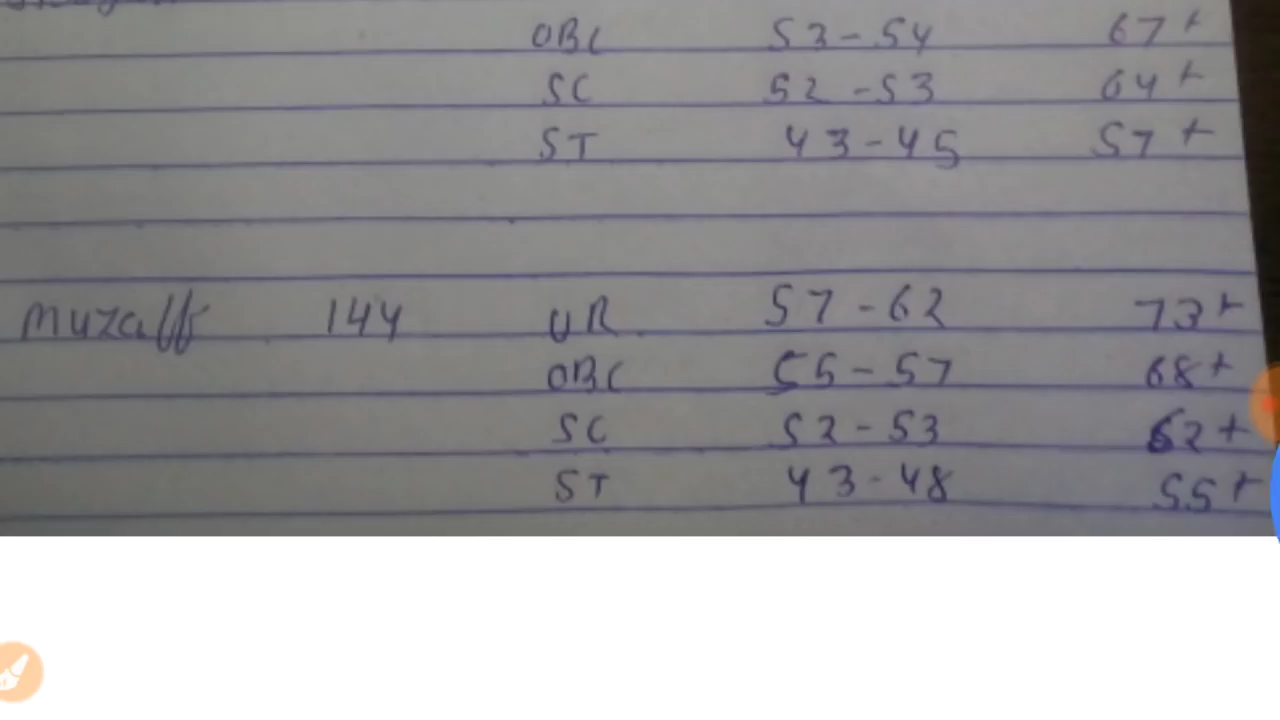 OBC 53-54 67+
SC 52-53 64+
ST 43-45 57+
Muzaff 144 UR 57-62 73+
OBC 55-57 68+
SC 52-53 62+
ST 43-48 55+